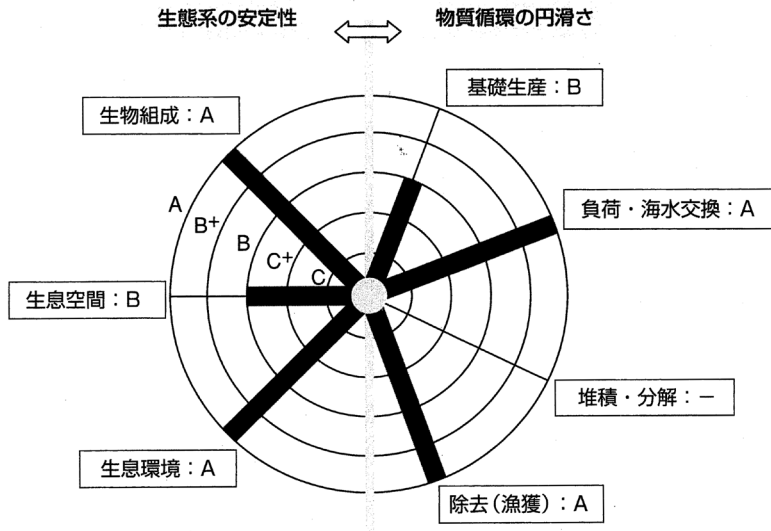 生態系の安定性
物質循環の円滑さ
生物組成：A
基礎生産：B
負荷・海水交換：A
A
B+
B
C+
C
生息空間：B
堆積・分解：－
生息環境：A
除去(漁獲)：A